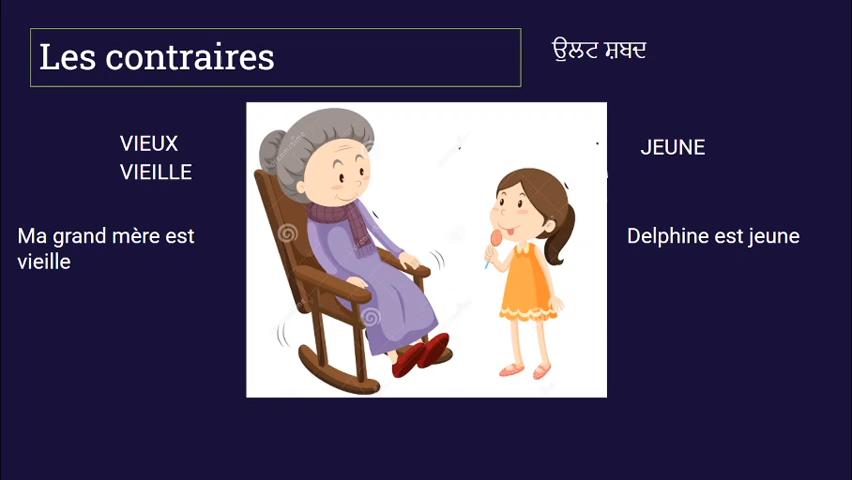 Les contraires
ਉਲਟ ਸ਼ਬਦ
VIEUX
VIEILLE
JEUNE
Ma grand mère est
vieille
Delphine est jeune